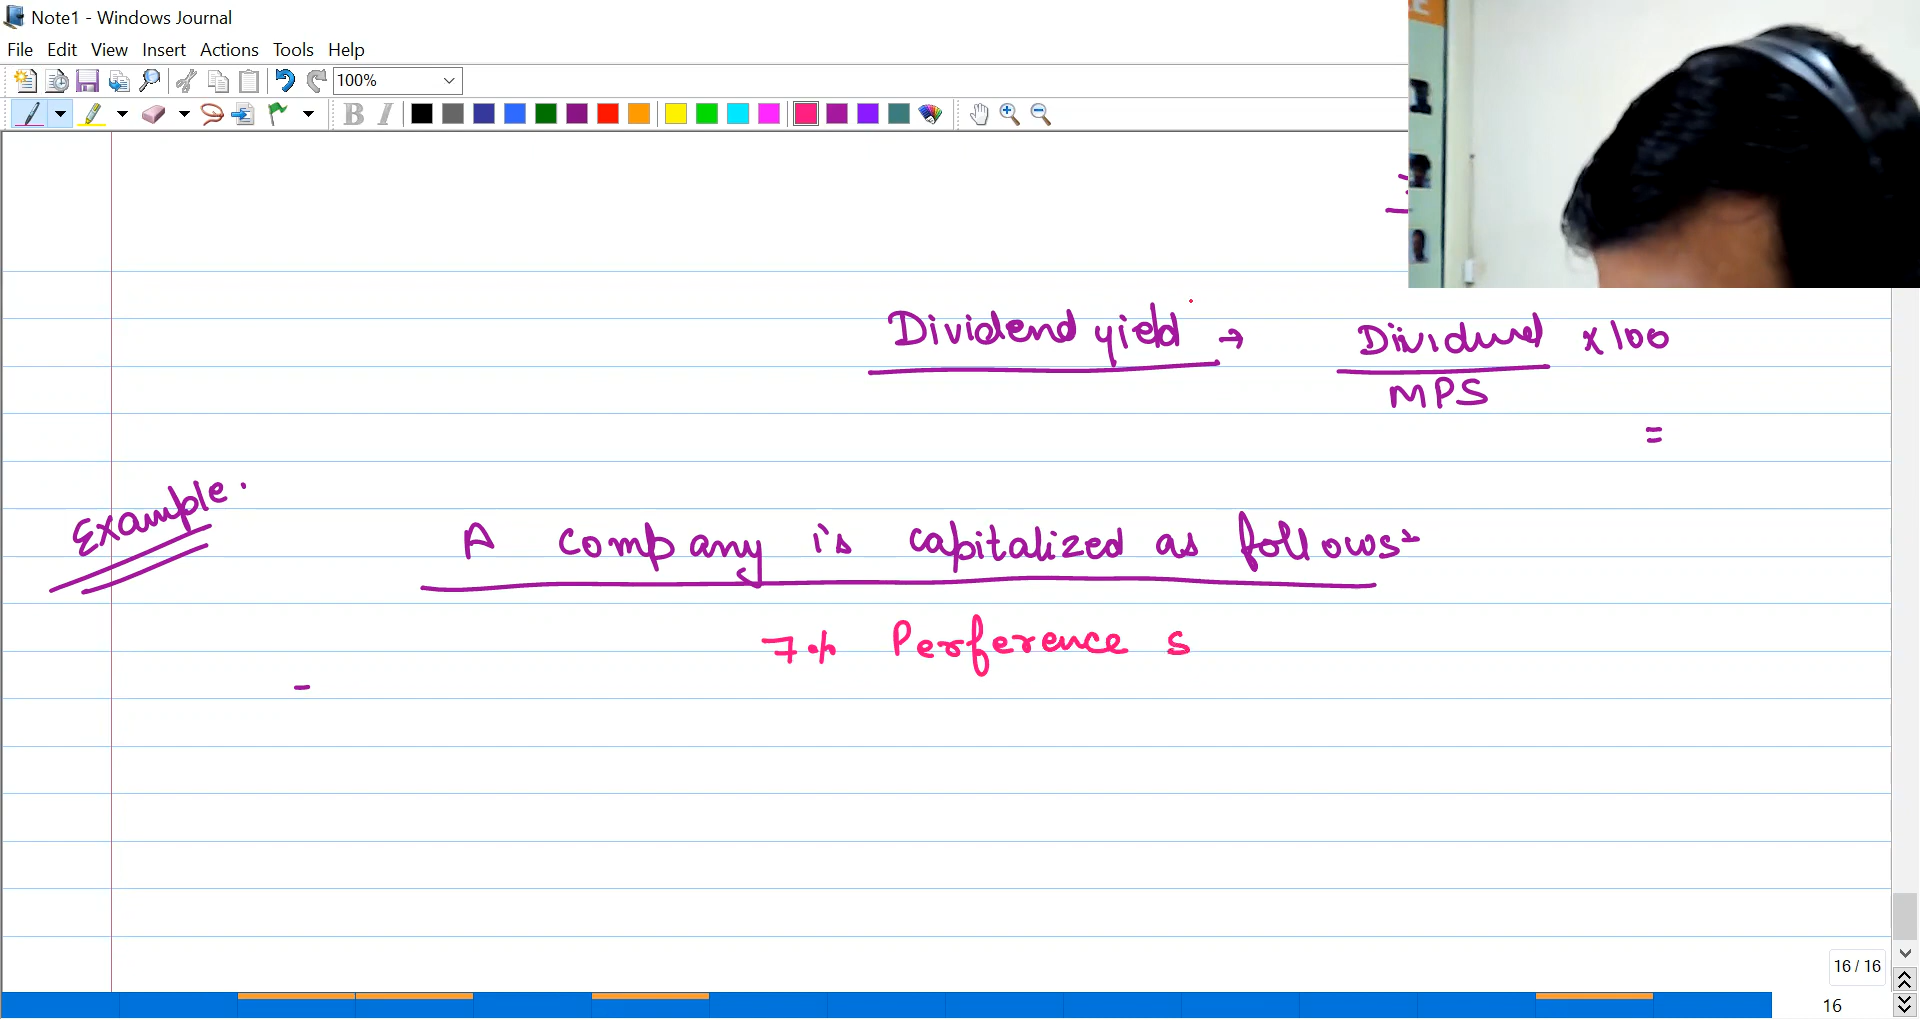 Note1 - Windows Journal
File Edit View Insert Actions Tools Help
100%
B I
Dividend yield → Dividend × 100
MPS
=
Example.
A company is capitalized as follows
7% Perference s
-
16 / 16
16